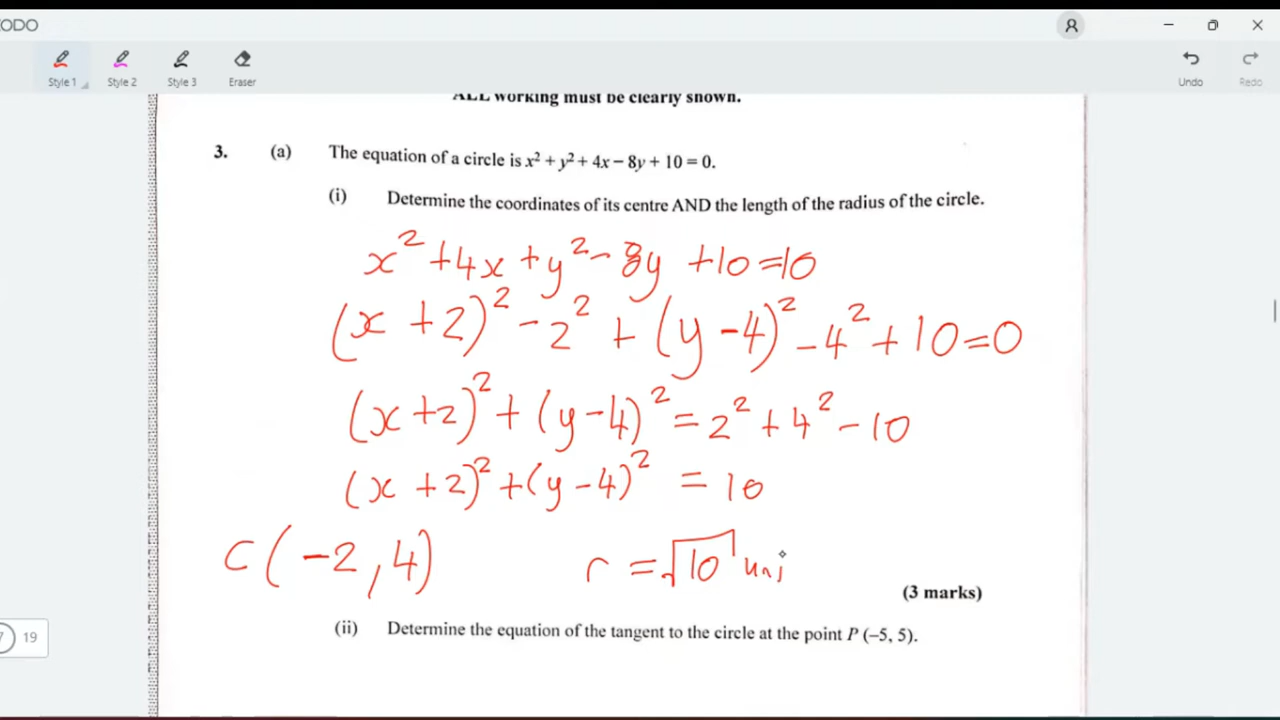 ODO
Style 1
Style 2
Style 3
Eraser
Undo
Redo
ALL working must be clearly shown.
3. (a) The equation of a circle is x² + y² + 4x − 8y + 10 = 0.
(i) Determine the coordinates of its centre AND the length of the radius of the circle.
x² + 4x + y² - 8y + 10 = 10
(x + 2)² - 2² + (y - 4)² - 4² + 10 = 0
(x + 2)² + (y - 4)² = 2² + 4² - 10
(x + 2)² + (y - 4)² = 10
C (-2, 4) r = √10 uni
(3 marks)
19
(ii) Determine the equation of the tangent to the circle at the point P (−5, 5).